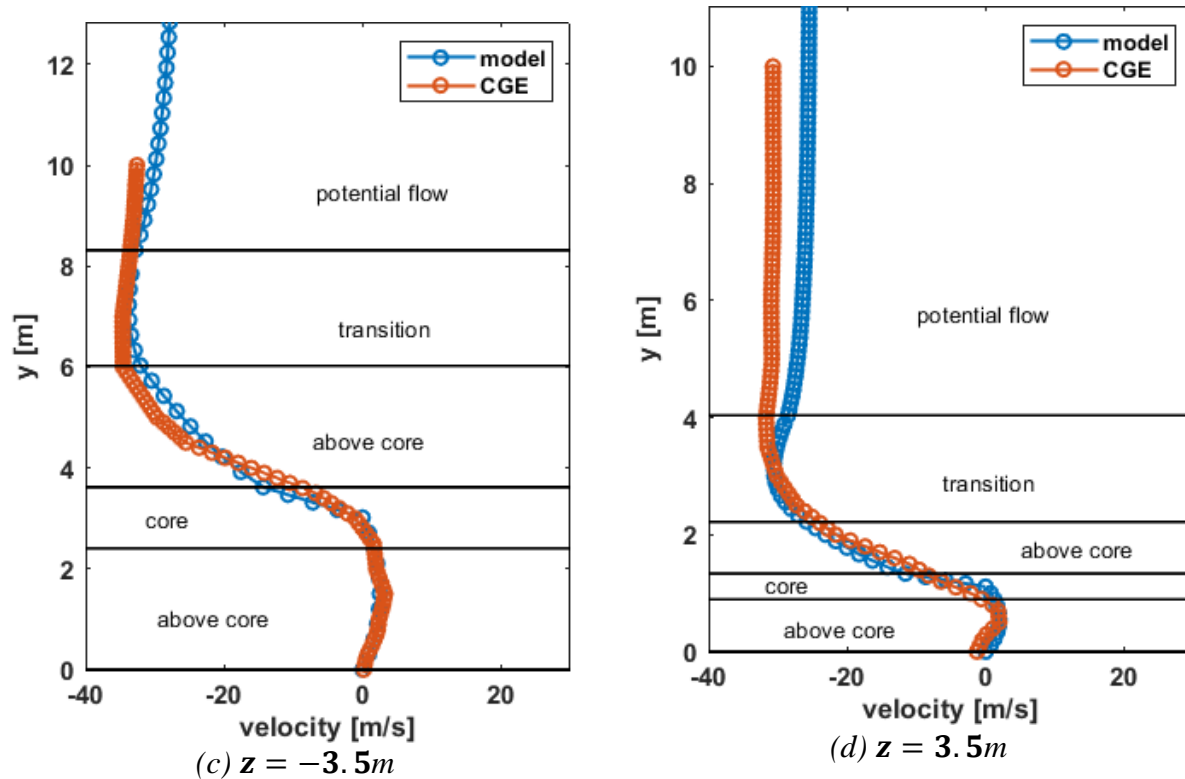 model
CGE
potential flow
transition
above core
core
above core
12
10
8
6
4
2
0
-40
-20
0
20
y [m]
velocity [m/s]
(c) z = −3.5m
model
CGE
potential flow
transition
above core
core
above core
10
8
6
4
2
0
-40
-20
0
20
y [m]
velocity [m/s]
(d) z = 3.5m